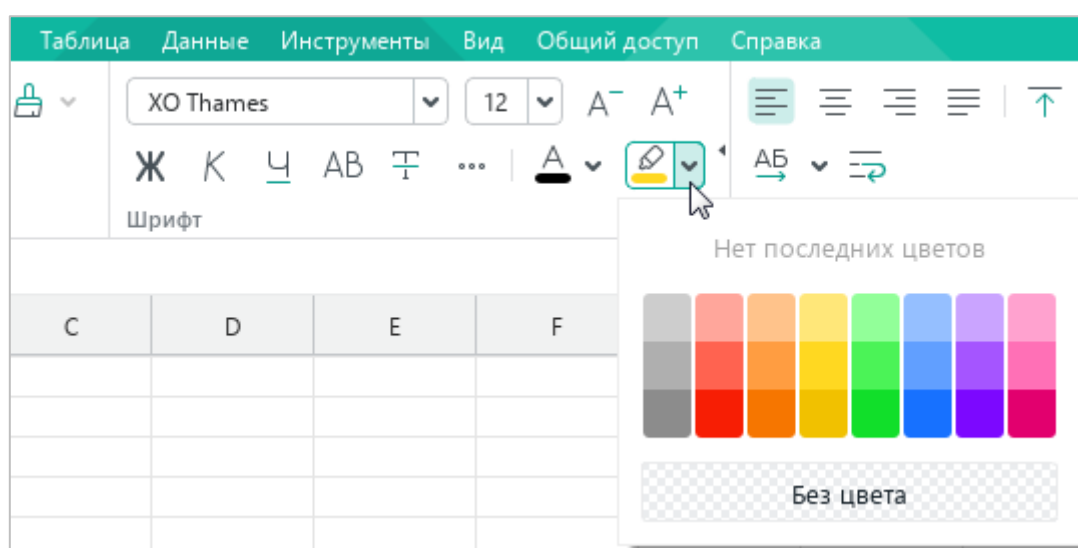 Таблица Данные Инструменты Вид Общий доступ Справка
XO Thames 12 A⁻ A⁺
Ж К Ч АВ Т ••• А АБ
Шрифт
Нет последних цветов
C D E F
Без цвета